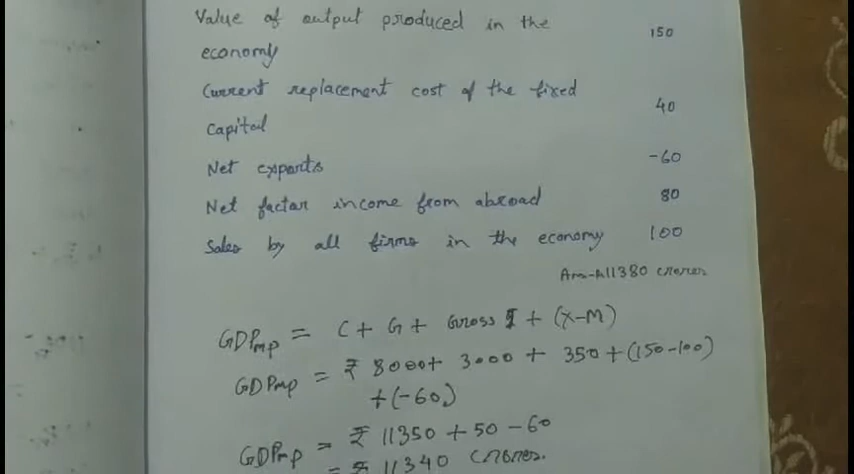 Value of output produced in the 150
economy
Current replacement cost of the fixed
Capital 40
Net exports -60
Net factor income from abroad 80
Sales by all firms in the economy 100
Ans-₹11380 crores
GDPmp = C + G + Gross I + (X-M)
GDPmp = ₹ 8000+ 3000 + 350 + (150-100)
+(-60)
GDPmp = ₹ 11350 + 50 - 60
= ₹ 11340 crores.